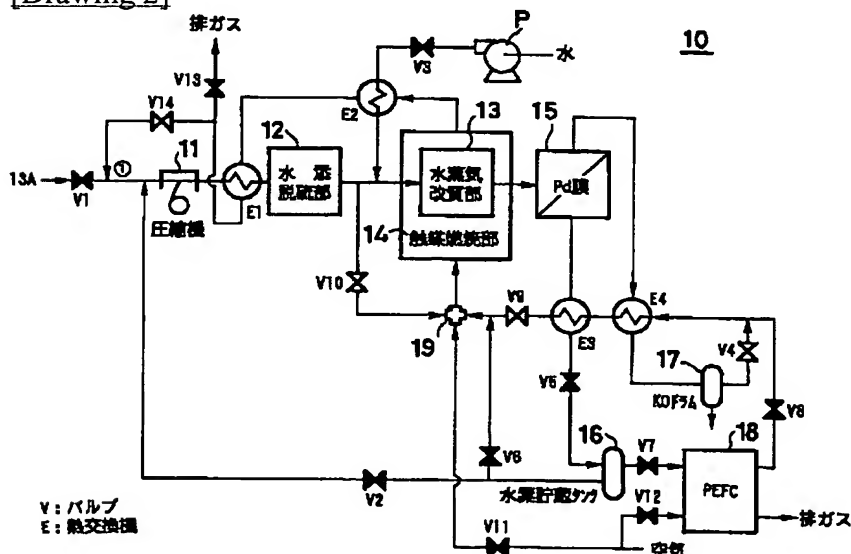 [Drawing 2]
排ガス
P
10
V3
水
V13
E2
13
15
V14
12
11
水添
脱硫部
水蒸気
改質部
Pd膜
13A
①
V1
E1
圧縮機
14
触媒燃焼部
V10
V9
E4
19
E3
17
V4
V5
KOドラム
V8
16
18
V6
V7
PEFC
V2
水素貯蔵タンク
V12
V:バルブ
E:熱交換機
排ガス
V11
空気